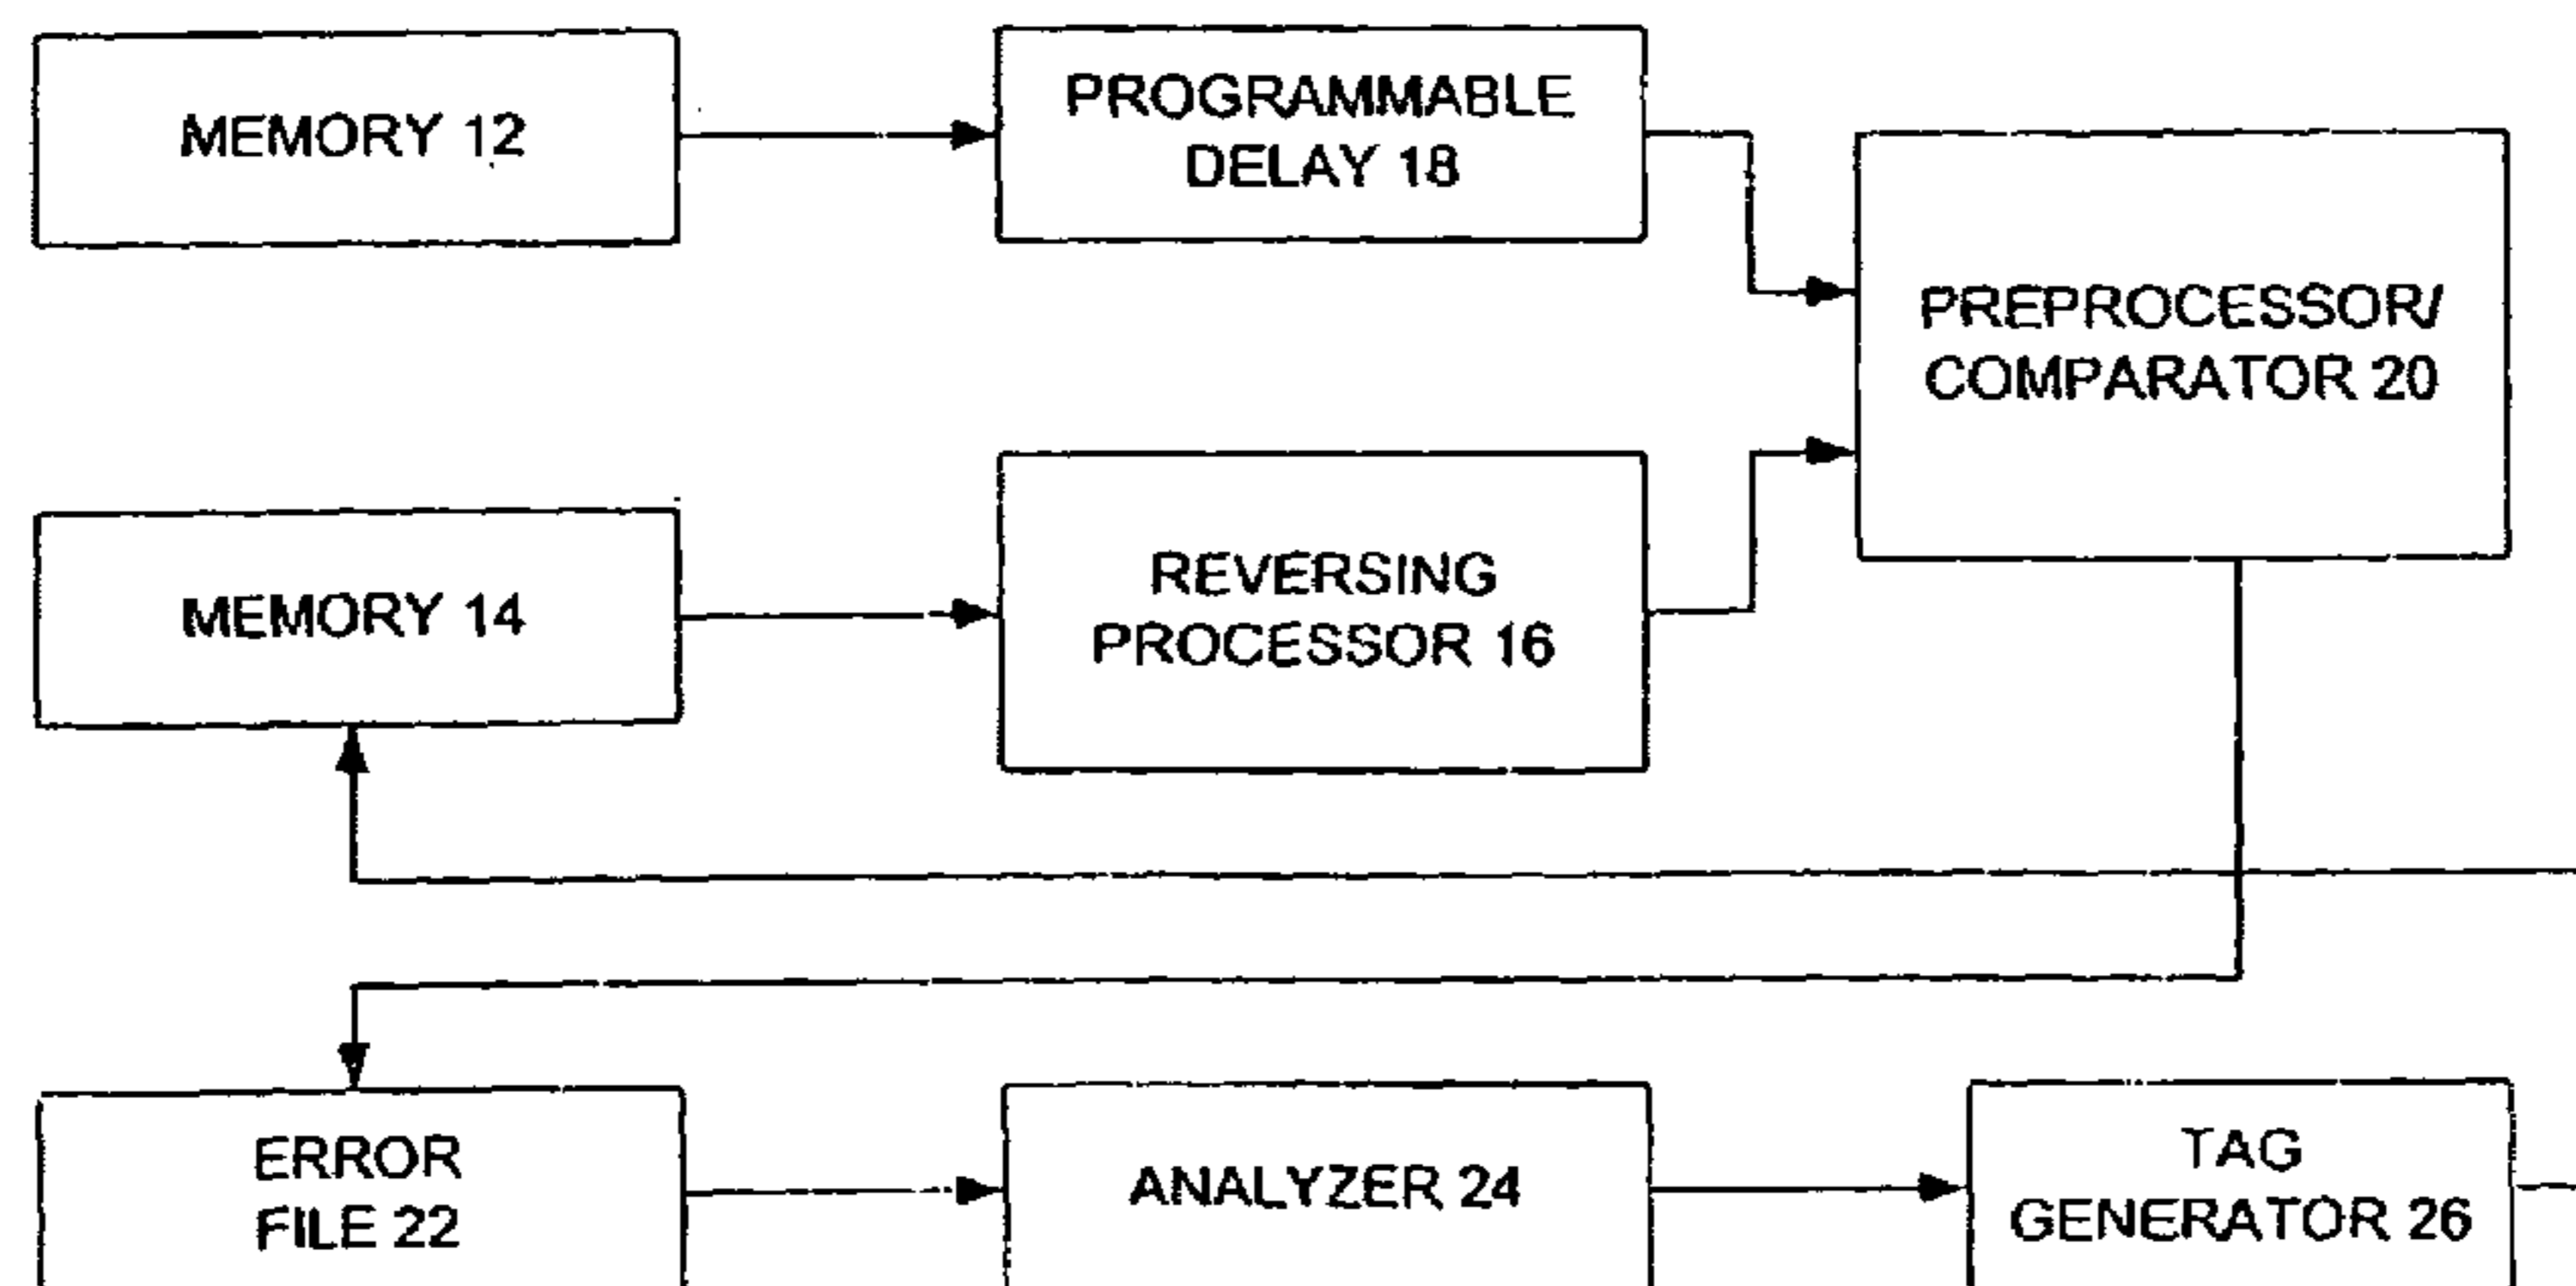 MEMORY 12
PROGRAMMABLE
DELAY 18
PREPROCESSOR/
COMPARATOR 20
MEMORY 14
REVERSING
PROCESSOR 16
ERROR
FILE 22
ANALYZER 24
TAG
GENERATOR 26